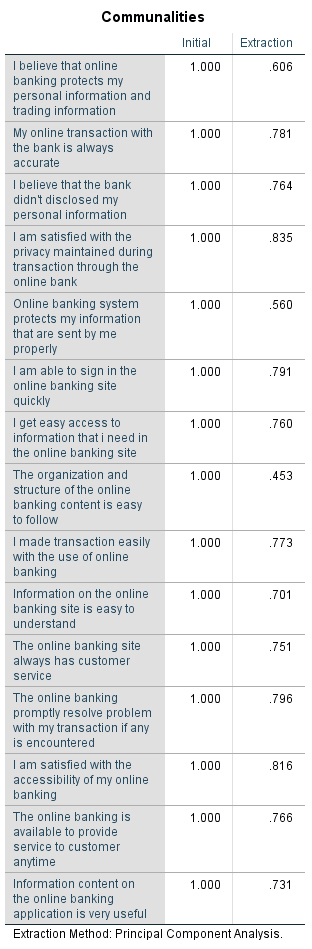 Communalities
Initial Extraction
I believe that online 1.000 .606
banking protects my
personal information and
trading information
My online transaction with 1.000 .781
the bank is always
accurate
I believe that the bank 1.000 .764
didn't disclosed my
personal information
I am satisfied with the 1.000 .835
privacy maintained during
transaction through the
online bank
Online banking system 1.000 .560
protects my information
that are sent by me
properly
I am able to sign in the 1.000 .791
online banking site
quickly
I get easy access to 1.000 .760
information that i need in
the online banking site
The organization and 1.000 .453
structure of the online
banking content is easy
to follow
I made transaction easily 1.000 .773
with the use of online
banking
Information on the online 1.000 .701
banking site is easy to
understand
The online banking site 1.000 .751
always has customer
service
The online banking 1.000 .796
promptly resolve problem
with my transaction if any
is encountered
I am satisfied with the 1.000 .816
accessibility of my online
banking
The online banking is 1.000 .766
available to provide
service to customer
anytime
Information content on 1.000 .731
the online banking
application is very useful
Extraction Method: Principal Component Analysis.